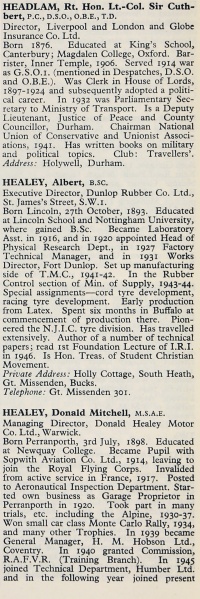 HEADLAM, Rt. Hon. Lt.-Col. Sir Cuth-
bert, P.C., D.S.O., O.B.E., T.D.
Director, Liverpool and London and Globe
Insurance Co. Ltd.
Born 1876. Educated at King's School,
Canterbury; Magdalen College, Oxford. Bar-
rister, Inner Temple, 1906. Served 1914 war
as G.S.O.1. (mentioned in Despatches, D.S.O.
and O.B.E.). Was Clerk in House of Lords,
1897-1924 and subsequently adopted a politi-
cal career. In 1932 was Parliamentary Sec-
retary to Ministry of Transport. Is a Deputy
Lieutenant, Justice of Peace and County
Councillor, Durham. Chairman National
Union of Conservative and Unionist Associ-
ations, 1941. Has written books on military
and political topics. Club: Travellers'.
Address: Holywell, Durham.
HEALEY, Albert, B.SC.
Executive Director, Dunlop Rubber Co. Ltd.,
St. James's Street, S.W.1.
Born Lincoln, 27th October, 1893. Educated
at Lincoln School and Nottingham University,
where gained B.Sc. Became Laboratory
Asst. in 1916, and in 1920 appointed Head of
Physical Research Dept., in 1927 Factory
Technical Manager, and in 1931 Works
Director, Fort Dunlop. Set up manufacturing
side of T.M.C., 1941-42. In the Rubber
Control section of Min. of Supply, 1943-44.
Special assignments—cord tyre development,
racing tyre development. Early production
from Latex. Spent six months in Buffalo at
commencement of production there. Pion-
eered the N.J.I.C. tyre division. Has travelled
extensively. Author of a number of technical
papers; read 1st Foundation Lecture of I.R.I.
in 1946. Is Hon. Treas. of Student Christian
Movement.
Private Address: Holly Cottage, South Heath,
Gt. Missenden, Bucks.
Telephone: Gt. Missenden 301.
HEALEY, Donald Mitchell, M.S.A.E.
Managing Director, Donald Healey Motor
Co. Ltd., Warwick.
Born Perranporth, 3rd July, 1898. Educated
at Newquay College. Became Pupil with
Sopwith Aviation Co. Ltd., 1914, leaving to
join the Royal Flying Corps. Invalided
from active service in France, 1917. Posted
to Aeronautical Inspection Department. Star-
ted own business as Garage Proprietor in
Perranporth in 1920. Took part in many
trials, etc. including the Alpine, 1930-37.
Won small car class Monte Carlo Rally, 1934,
and many other Trophies. In 1939 became
General Manager, H. M. Hobson Ltd.,
Coventry. In 1940 granted Commission,
R.A.F.V.R. (Training Branch). In 1945
joined Technical Department, Humber Ltd.
and in the following year joined present